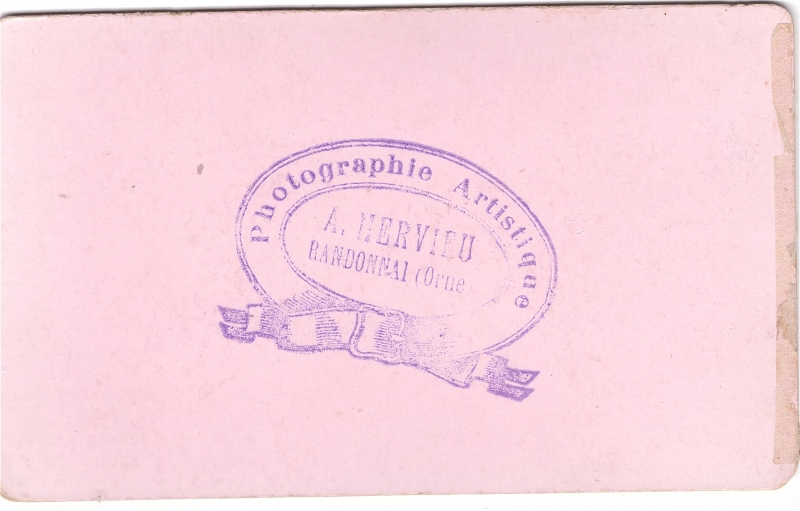 Photographie Artistique
A. HERVIEU
RANDONNAI (Orne